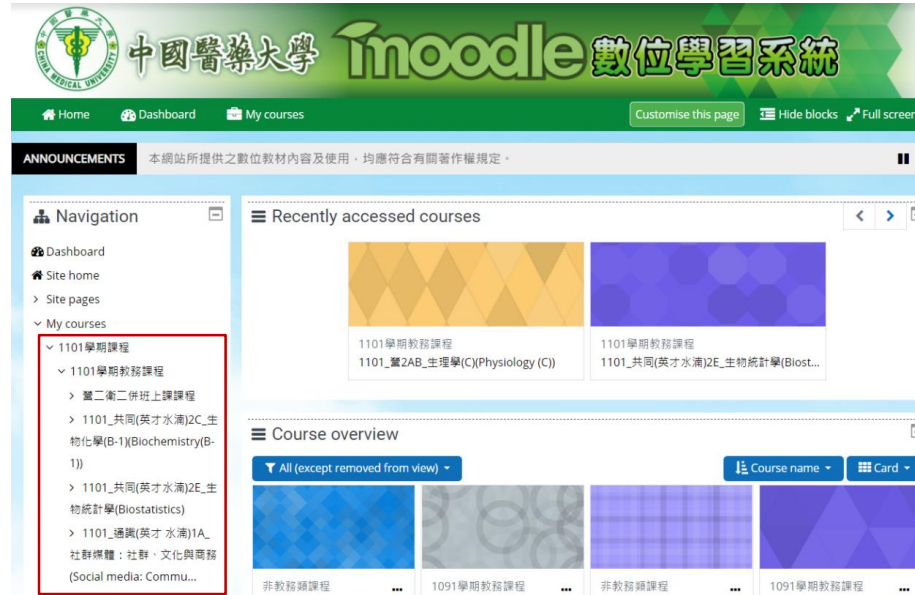 CHINA MEDICAL UNIVERSITY
中國醫藥大學 moodle 數位學習系統
Home Dashboard My courses Customise this page Hide blocks Full screen
ANNOUNCEMENTS 本網站所提供之數位教材內容及使用，均應符合有關著作權規定。
Navigation
Dashboard
Site home
Site pages
My courses
1101學期課程
1101學期教務課程
營二衛二併班上課課程
1101_共同(英才水湳)2C_生
物化學(B-1)(Biochemistry(B-
1))
1101_共同(英才水湳)2E_生
物統計學(Biostatistics)
1101_通識(英才水湳)1A_
社群媒體：社群、文化與商務
(Social media: Commu...
Recently accessed courses
1101學期教務課程
1101_營2AB_生理學(C)(Physiology (C))
1101學期教務課程
1101_共同(英才水湳)2E_生物統計學(Biost...
Course overview
All (except removed from view) Course name Card
非教務類課程 ...
1091學期教務課程 ...
非教務類課程 ...
1091學期教務課程 ...